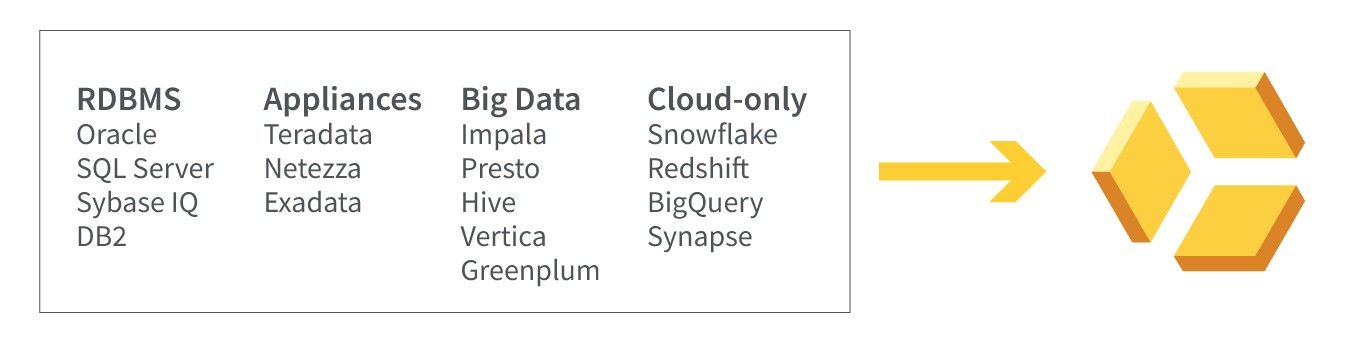 RDBMS
Oracle
SQL Server
Sybase IQ
DB2
Appliances
Teradata
Netezza
Exadata
Big Data
Impala
Presto
Hive
Vertica
Greenplum
Cloud-only
Snowflake
Redshift
BigQuery
Synapse